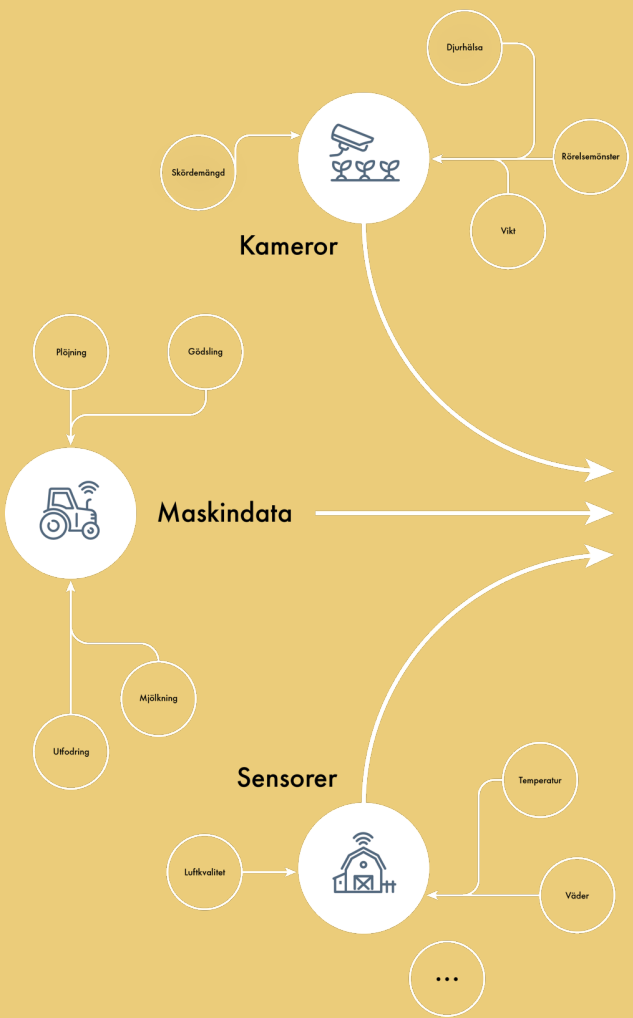 Djurhälsa
Skördemängd
Rörelsemönster
Vikt
Kameror
Plöjning
Gödsling
Maskindata
Mjölkning
Utfodring
Sensorer
Temperatur
Luftkvalitet
Väder
...